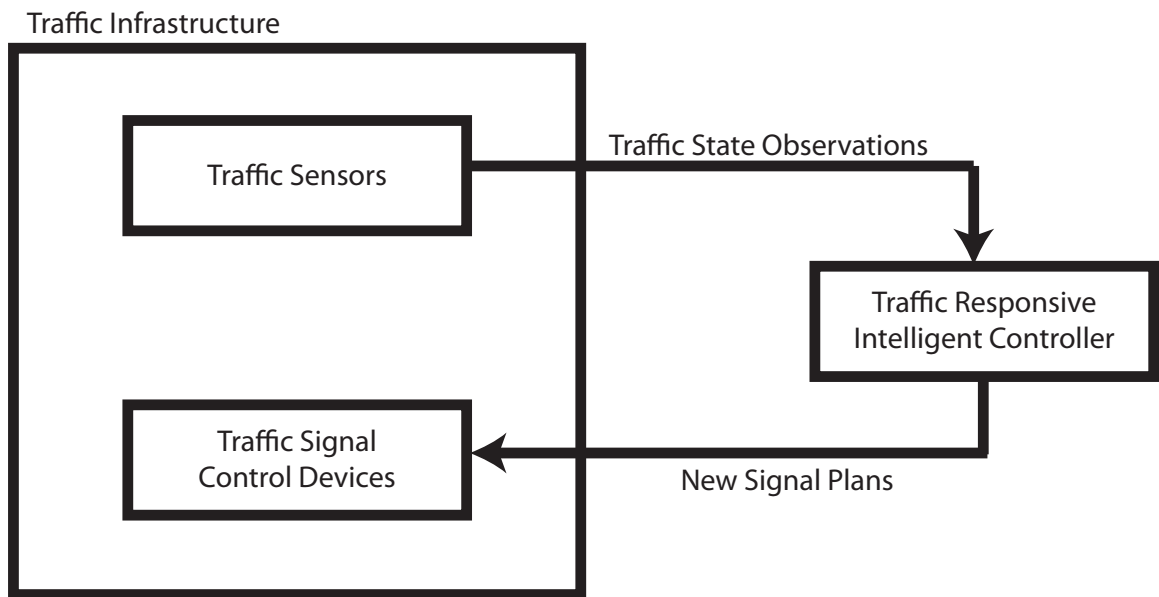 Traffic Infrastructure
Traffic State Observations
Traffic Sensors
Traffic Responsive
Intelligent Controller
Traffic Signal
Control Devices
New Signal Plans